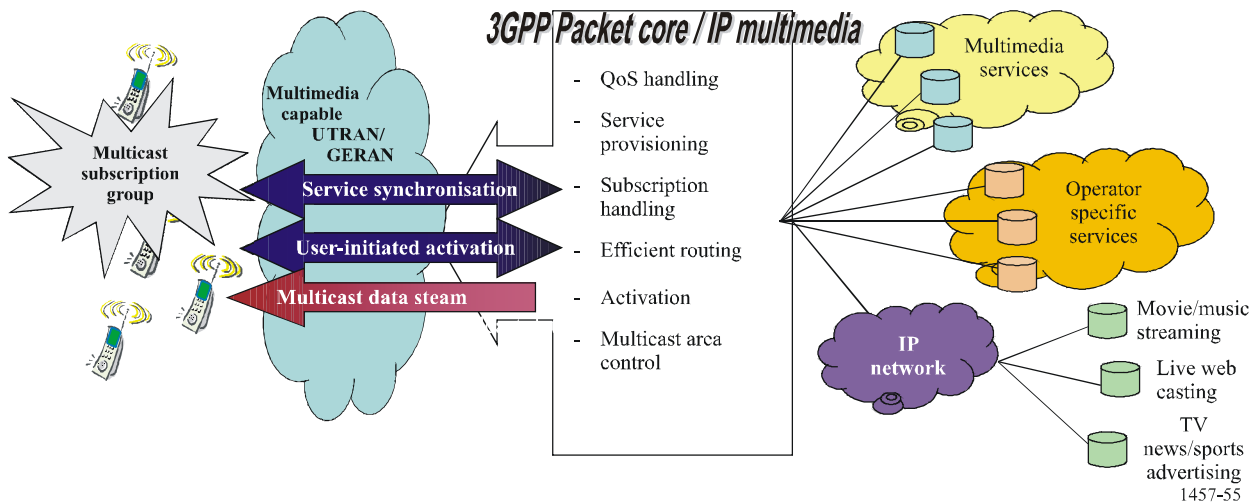 3GPP Packet core / IP multimedia
Multicast
subscription
group
Multimedia
capable
UTRAN/
GERAN
Service synchronisation
User-initiated activation
Multicast data steam
- QoS handling
- Service
provisioning
- Subscription
handling
- Efficient routing
- Activation
- Multicast area
control
Multimedia
services
Operator
specific
services
IP
network
Movie/music
streaming
Live web
casting
TV
news/sports
advertising
1457-55